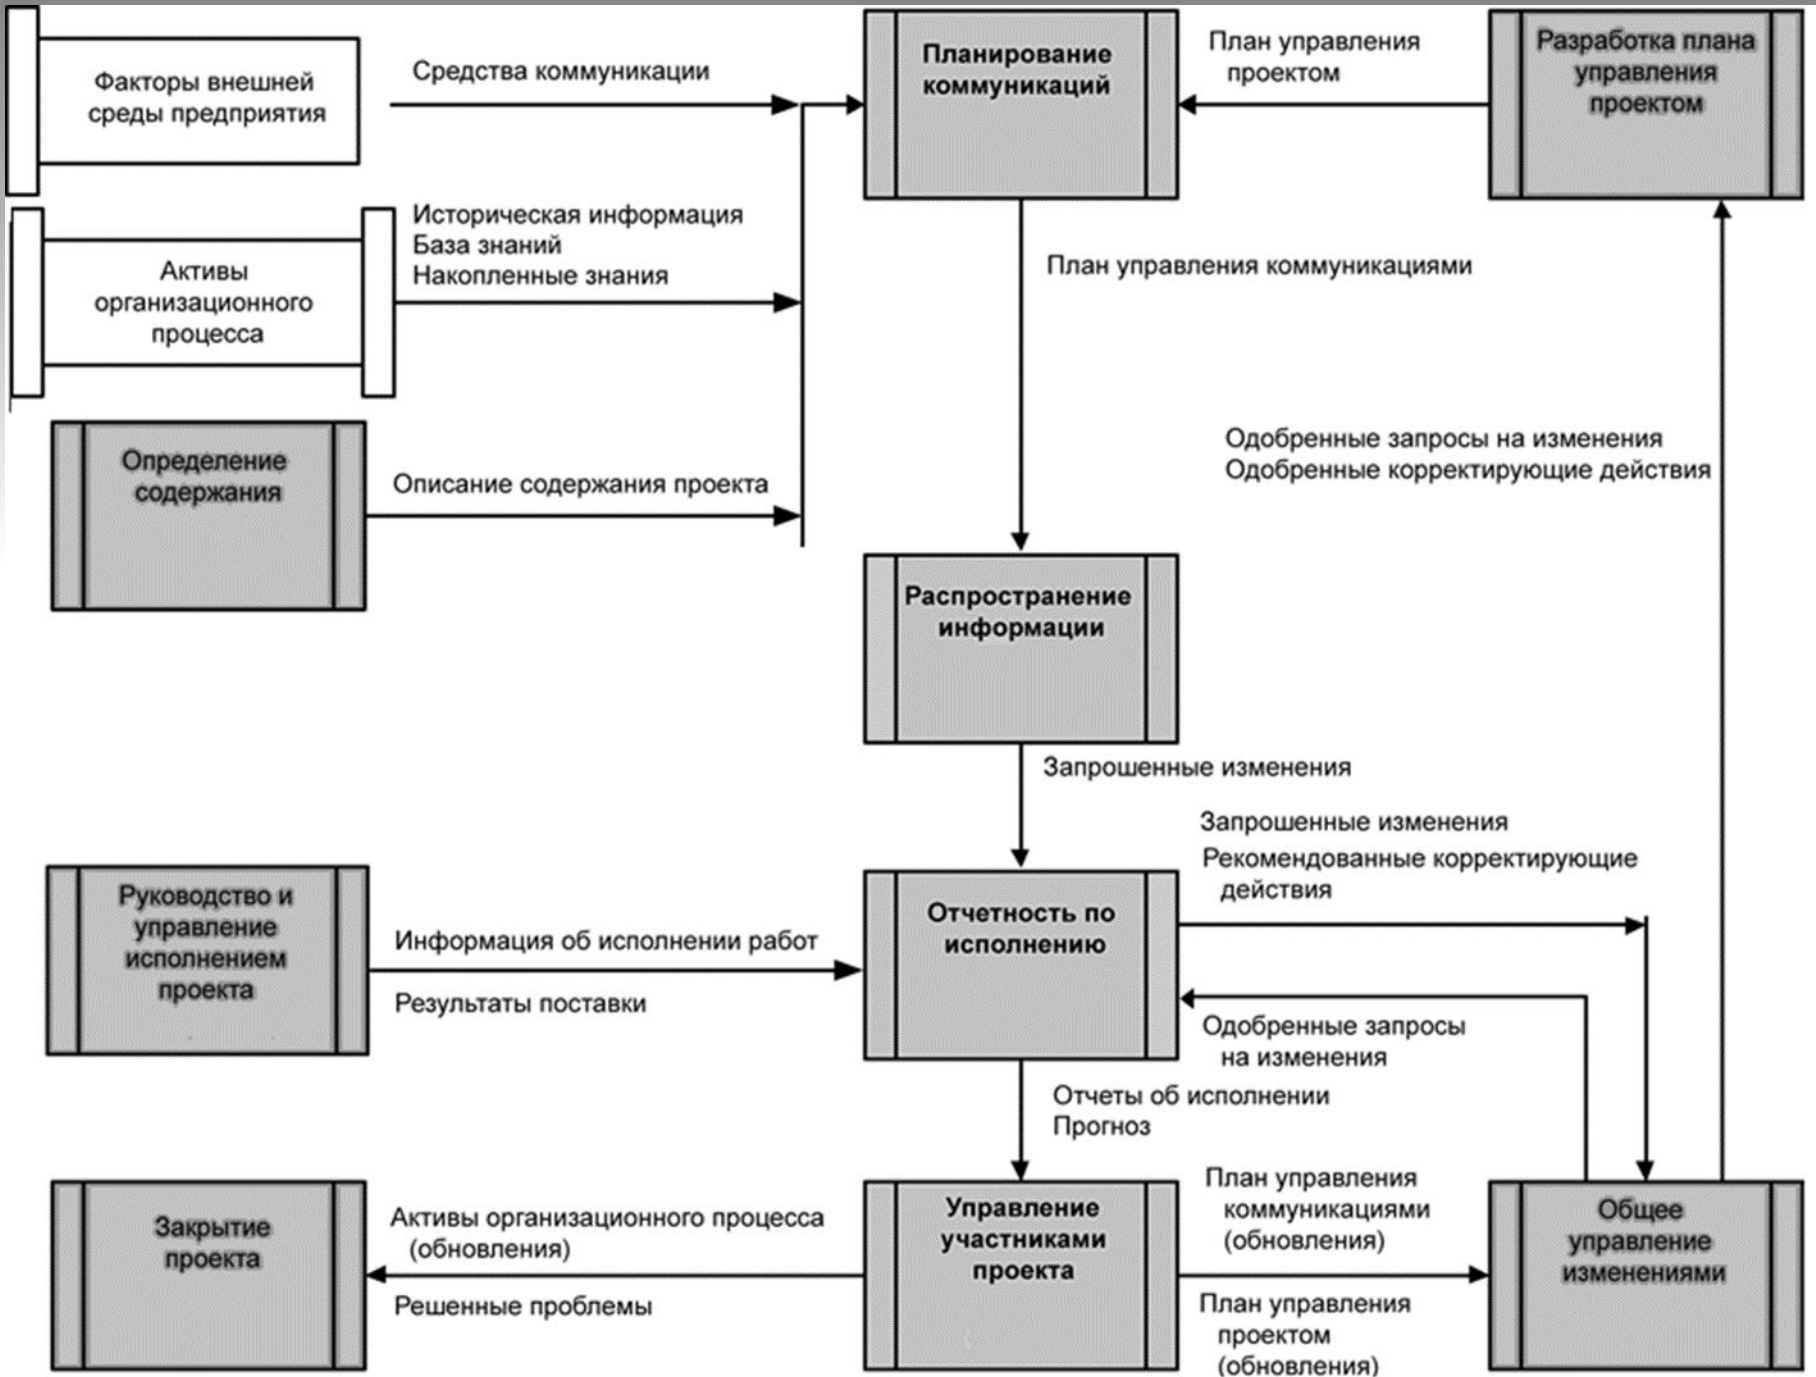 Факторы внешней
среды предприятия
Средства коммуникации
Планирование
коммуникаций
План управления
проектом
Разработка плана
управления
проектом
Историческая информация
База знаний
Накопленные знания
Активы
организационного
процесса
План управления коммуникациями
Определение
содержания
Описание содержания проекта
Одобренные запросы на изменения
Одобренные корректирующие действия
Распространение
информации
Запрошенные изменения
Запрошенные изменения
Рекомендованные корректирующие
действия
Руководство и
управление
исполнением
проекта
Информация об исполнении работ
Результаты поставки
Отчетность по
исполнению
Одобренные запросы
на изменения
Отчеты об исполнении
Прогноз
Закрытие
проекта
Активы организационного процесса
(обновления)
Решенные проблемы
Управление
участниками
проекта
План управления
коммуникациями
(обновления)
План управления
проектом
(обновления)
Общее
управление
изменениями